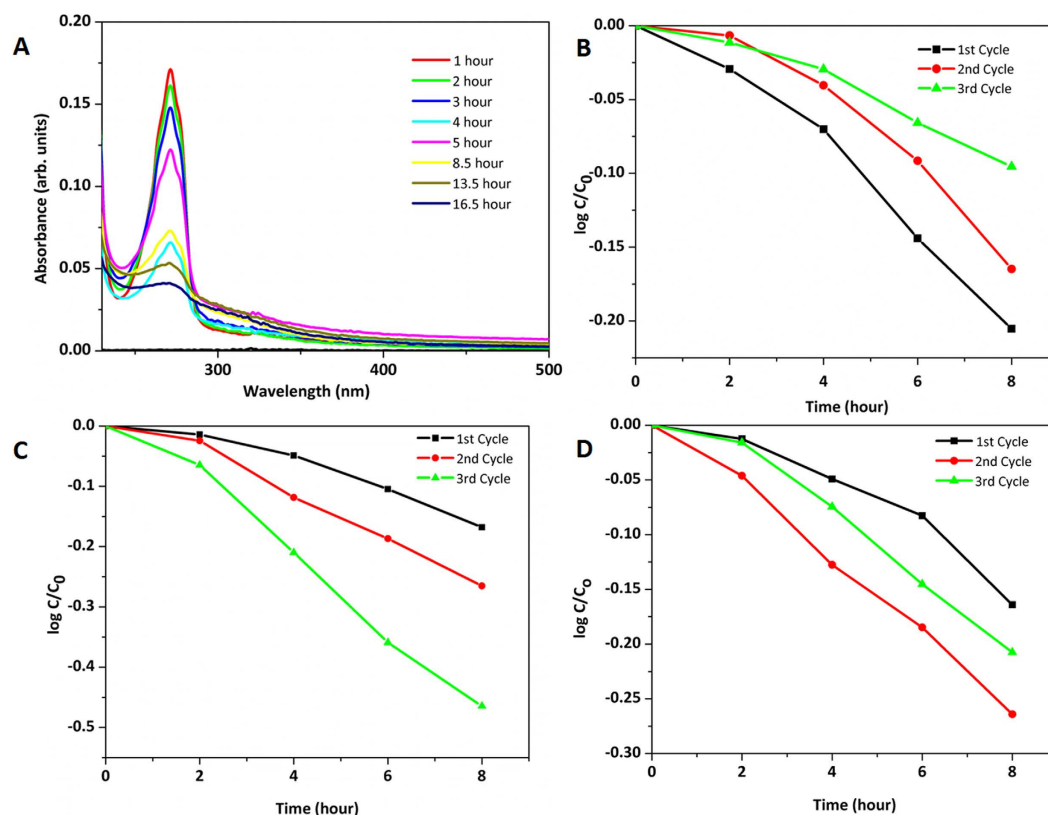 A
0.20
0.15
0.10
0.05
0.00
Absorbance (arb. units)
300
400
500
Wavelength (nm)
1 hour
2 hour
3 hour
4 hour
5 hour
8.5 hour
13.5 hour
16.5 hour
B
0.00
-0.05
-0.10
-0.15
-0.20
log C/C0
0
2
4
6
8
Time (hour)
1st Cycle
2nd Cycle
3rd Cycle
C
0.0
-0.1
-0.2
-0.3
-0.4
-0.5
log C/C0
0
2
4
6
8
Time (hour)
1st Cycle
2nd Cycle
3rd Cycle
D
0.00
-0.05
-0.10
-0.15
-0.20
-0.25
-0.30
log C/Co
0
2
4
6
8
Time (hour)
1st Cycle
2nd Cycle
3rd Cycle